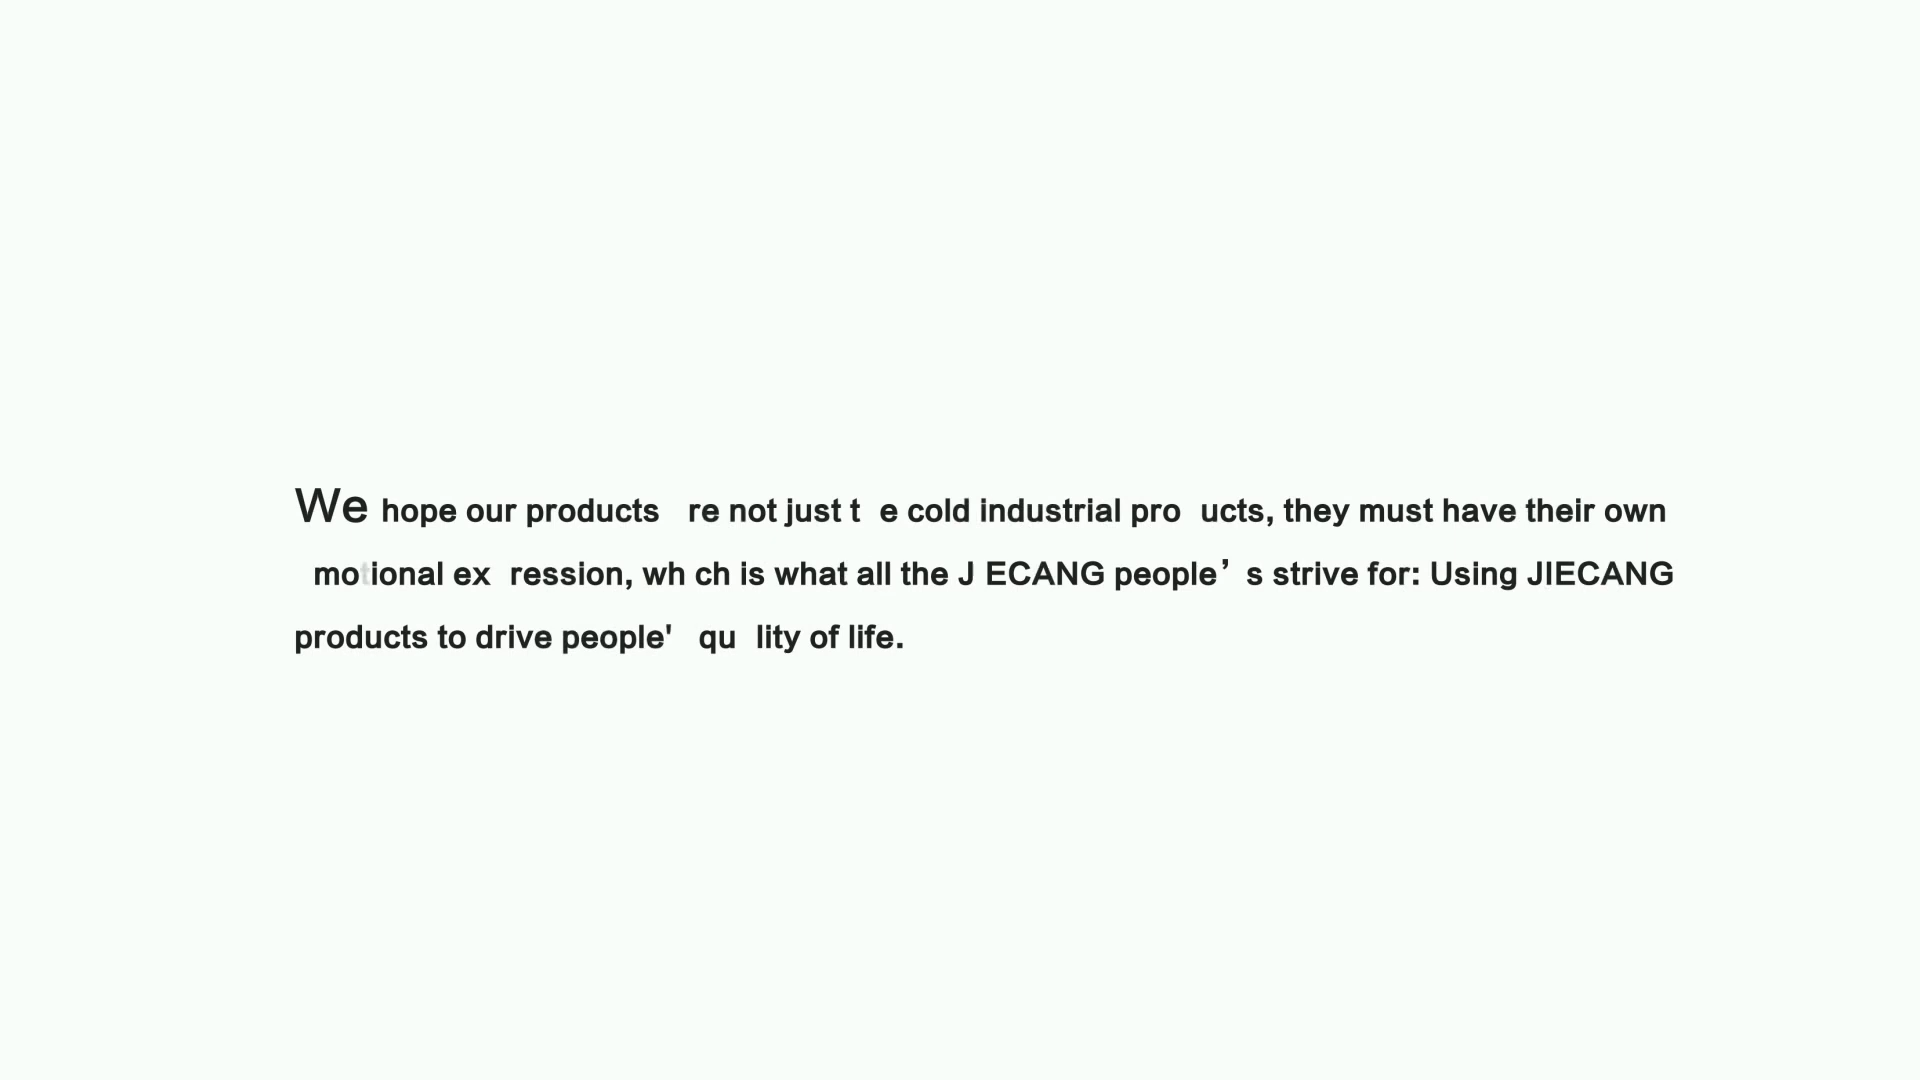 We hope our products re not just t e cold industrial pro ucts, they must have their own
motional ex ression, wh ch is what all the J ECANG people’ s strive for: Using JIECANG
products to drive people' qu lity of life.